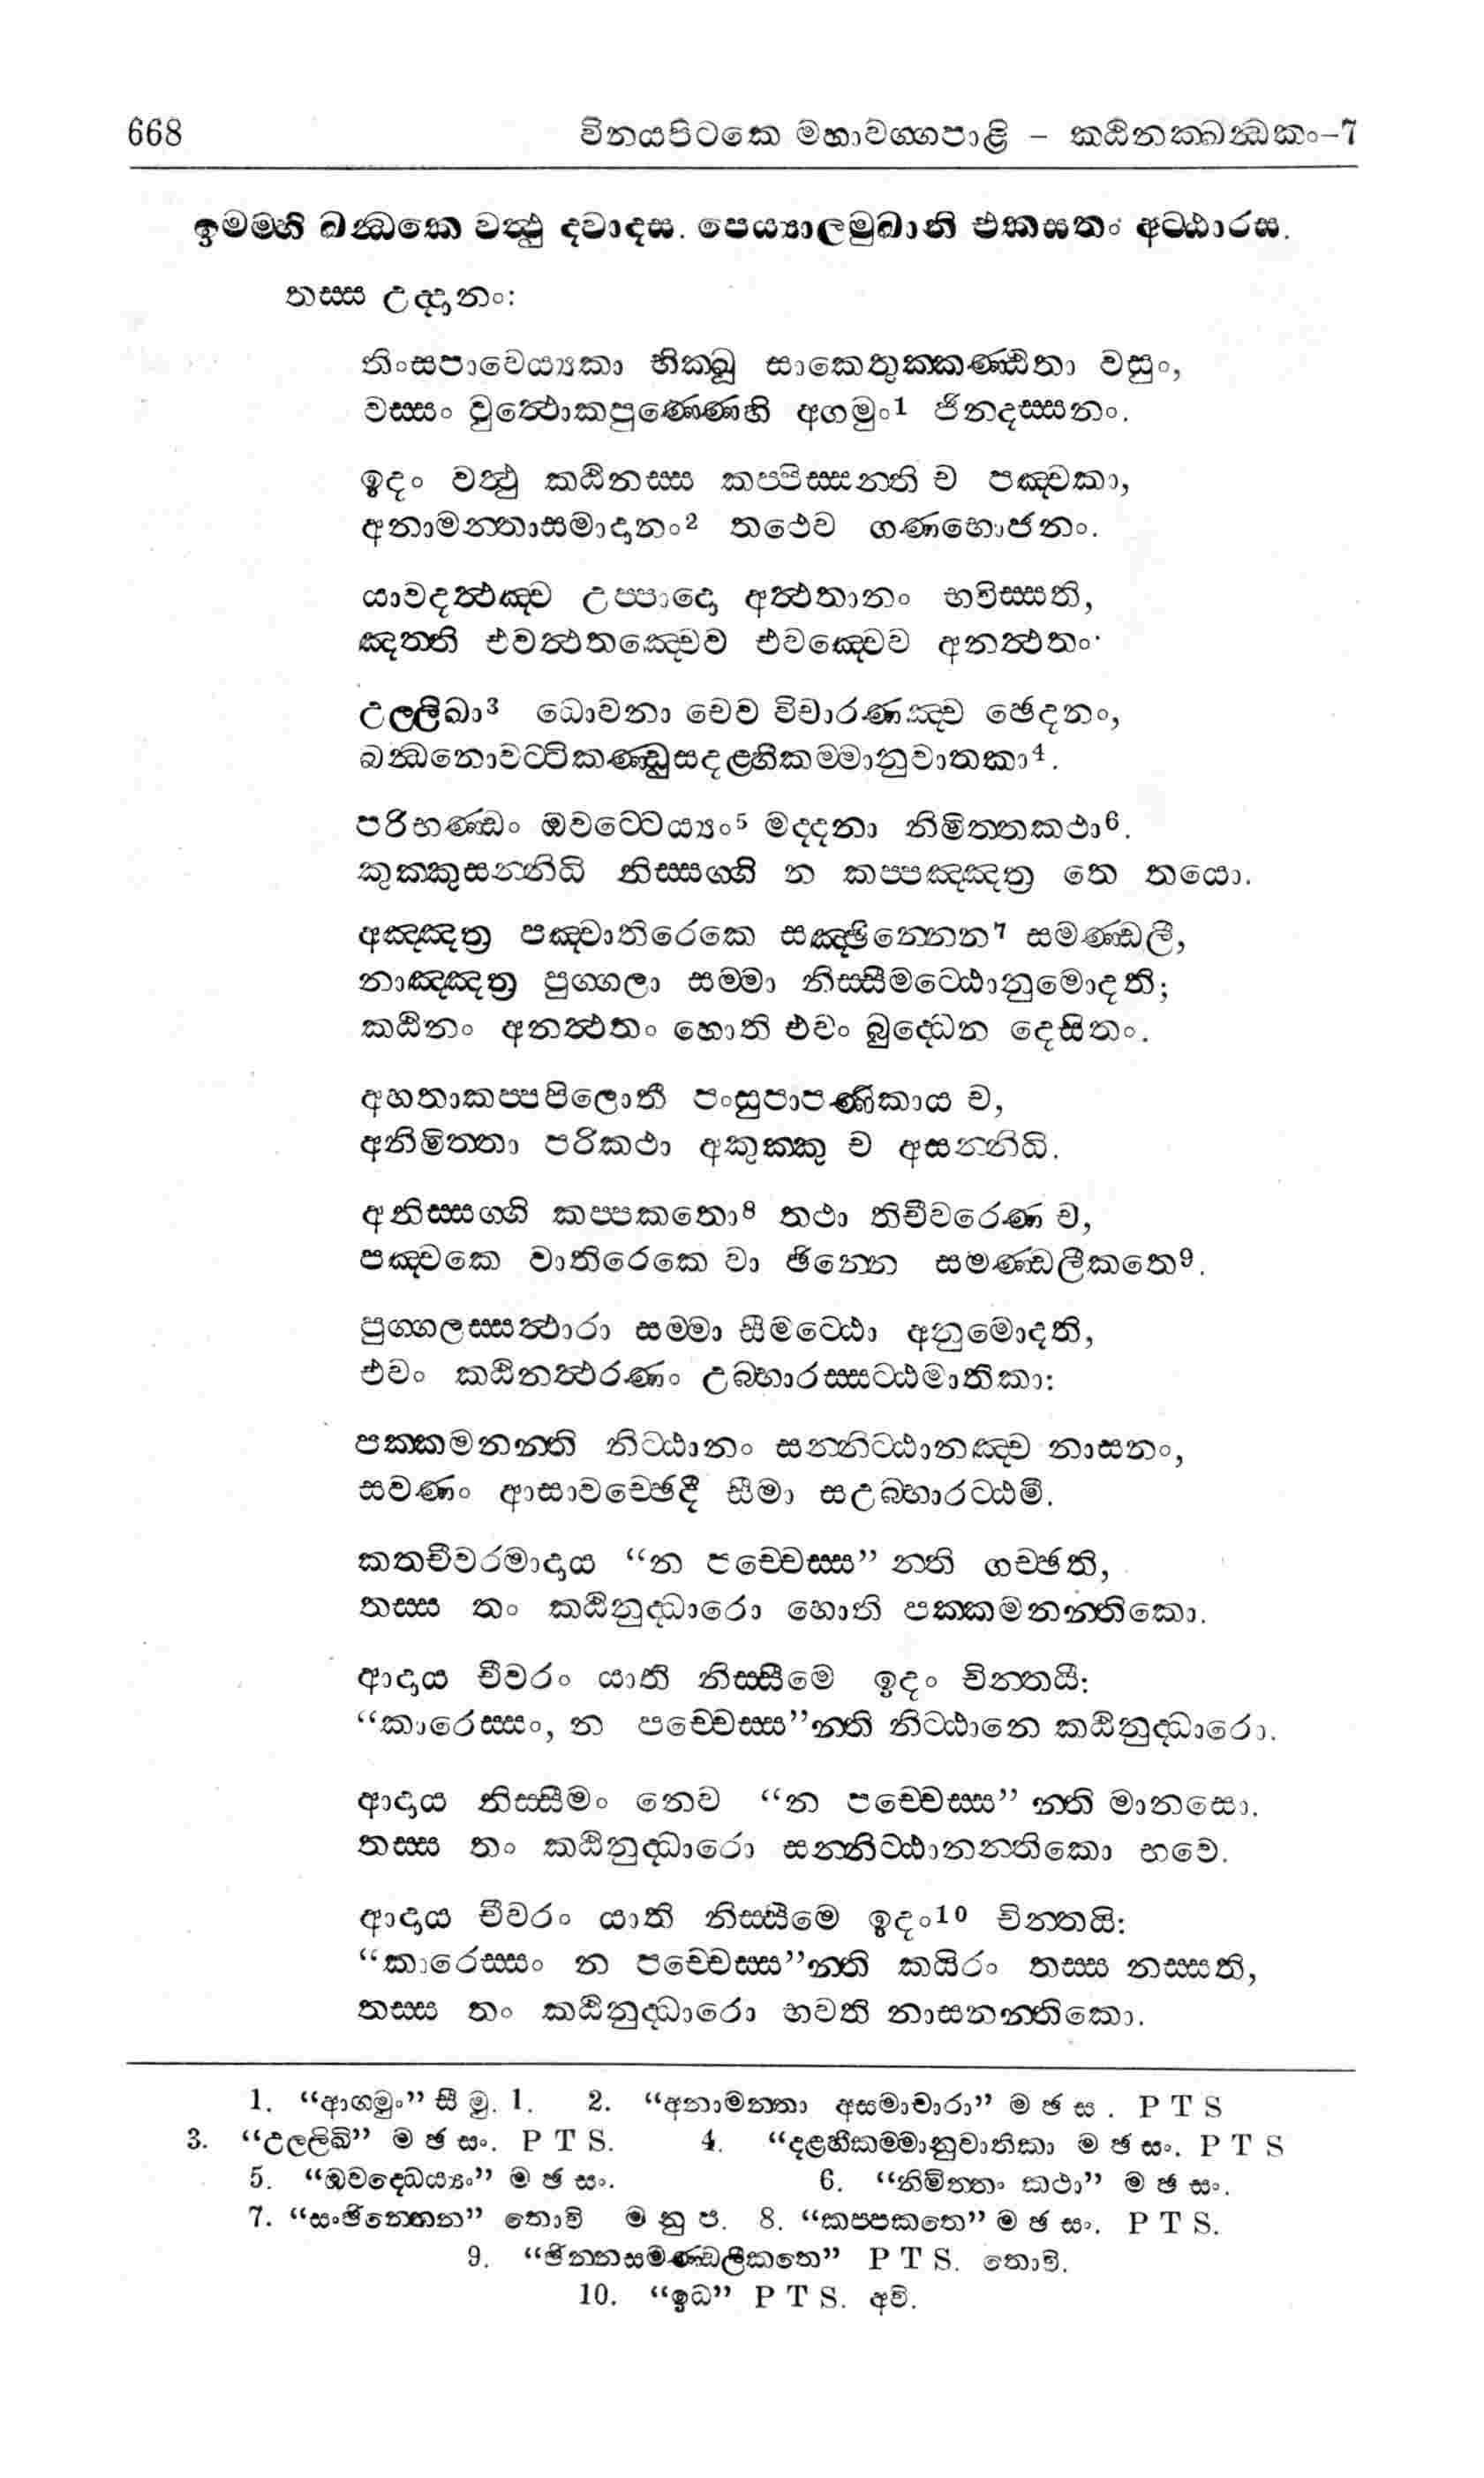 668 විනයපිටකෙ මහාවග්ගපාළි – කඨිනක්ඛන්ධකං–7
ඉමම්හි ඛන්ධකෙ වත්ථූ ද්වාදස. පෙය්‍යාලමුඛානි එකසතං අට්ඨාරස.
තස්ස උද්දානං:
තිංසපාවෙය්‍යකා භික්ඛූ සාකෙතුක්කණ්ඨිතා වසුං,
වස්සං වුත්ථොකපුණ්ණෙහි අගමුං1 ජිනදස්සනං.
ඉදං වත්ථු කඨිනස්ස කප්පිස්සන්ති ච පඤ්චකා,
අනාමන්තාසමාදානං2 තථෙව ගණභොජනං.
යාවදත්ථඤ්ච උප්පාදො අත්ථතානං භවිස්සති,
ඤත්ති එවත්ථතඤ්චෙව එවඤ්චෙව අනත්ථතං.
උල්ලිඛා3 ධොවනා චෙව විචාරණඤ්ච ඡෙදනං,
බන්ධනොවට්ටිකණ්ඩුසදළ්හිකම්මානුවාතකා4.
පරිභණ්ඩං ඔවට්ටෙය්‍යං5 මද්දනා නිමිත්තකථා6.
කුක්කුසන්නිධි නිස්සග්ගි න කප්පඤ්ඤත්‍ර තෙ තයො.
අඤ්ඤත්‍ර පඤ්චාතිරෙකෙ සඤ්ඡින්නෙන7 සමණ්ඩලී,
නාඤ්ඤත්‍ර පුග්ගලා සම්මා නිස්සීමට්ඨොනුමොදති;
කඨිනං අනත්ථතං හොති එවං බුද්ධෙන දෙසිතං.
අහතාකප්පපිලොතී පංසුපාපණිකාය ච,
අනිමිත්තා පරිකථා අකුක්කු ච අසන්නිධි.
අනිස්සග්ගි කප්පකතො8 තථා තිචීවරෙණ ච,
පඤ්චකෙ වාතිරෙකෙ වා ඡින්නෙ සමණ්ඩලීකතෙ9.
පුග්ගලස්සත්ථාරා සම්මා සීමට්ඨො අනුමොදති,
එවං කඨිනත්ථරණං උබ්භාරස්සට්ඨමාතිකා:
පක්කමනන්ති නිට්ඨානං සන්නිට්ඨානඤ්ච නාසනං,
සවණං ආසාවච්ඡෙදී සීමා සඋබ්භාරට්ඨමී.
කතචීවරමාදාය “න පච්චෙස්ස” න්ති ගච්ඡති,
තස්ස තං කඨිනුද්ධාරො හොති පක්කමනන්තිකො.
ආදාය චීවරං යාති නිස්සීමෙ ඉදං චින්තයී:
“කාරෙස්සං, න පච්චෙස්ස”න්ති නිට්ඨානෙ කඨිනුද්ධාරො.
ආදාය නිස්සීමං නෙව “න පච්චෙස්ස” න්ති මානසො.
තස්ස තං කඨිනුද්ධාරො සන්නිට්ඨානන්තිකො භවෙ.
ආදාය චීවරං යාති නිස්සීමෙ ඉදං10 චින්තයි:
“කාරෙස්සං න පච්චෙස්ස”න්ති කයිරං තස්ස නස්සති,
තස්ස තං කඨිනුද්ධාරො භවති නාසනන්තිකො.
1. “ආගමුං” සී මු. 1. 2. “අනාමන්තා අසමාචාරා” ම ඡ ස . P T S
3. “උල්ලිඛි” ම ඡ සං. P T S. 4. “දළ්හීකම්මානුවාතිකා ම ඡ සං. P T S
5. “ඔවද්ධෙය්‍යං” ම ඡ සං. 6. “නිමිත්තං කථා” ම ඡ සං.
7. “සංඡින්නෙන” තොවි ම නු ප. 8. “කප්පකතෙ” ම ඡ සං. P T S.
9. “ඡින්නසමණ්ඩලීකතෙ” P T S. තොවි.
10. “ඉධ” P T S. අවි.